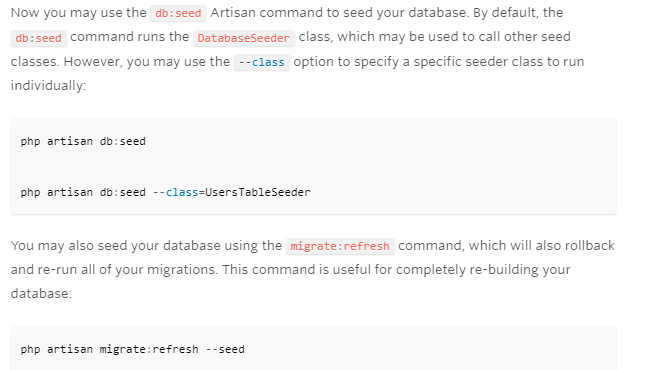 Now you may use the db:seed Artisan command to seed your database. By default, the
db:seed command runs the DatabaseSeeder class, which may be used to call other seed
classes. However, you may use the --class option to specify a specific seeder class to run
individually:
php artisan db:seed
php artisan db:seed --class=UsersTableSeeder
You may also seed your database using the migrate:refresh command, which will also rollback
and re-run all of your migrations. This command is useful for completely re-building your
database:
php artisan migrate:refresh --seed